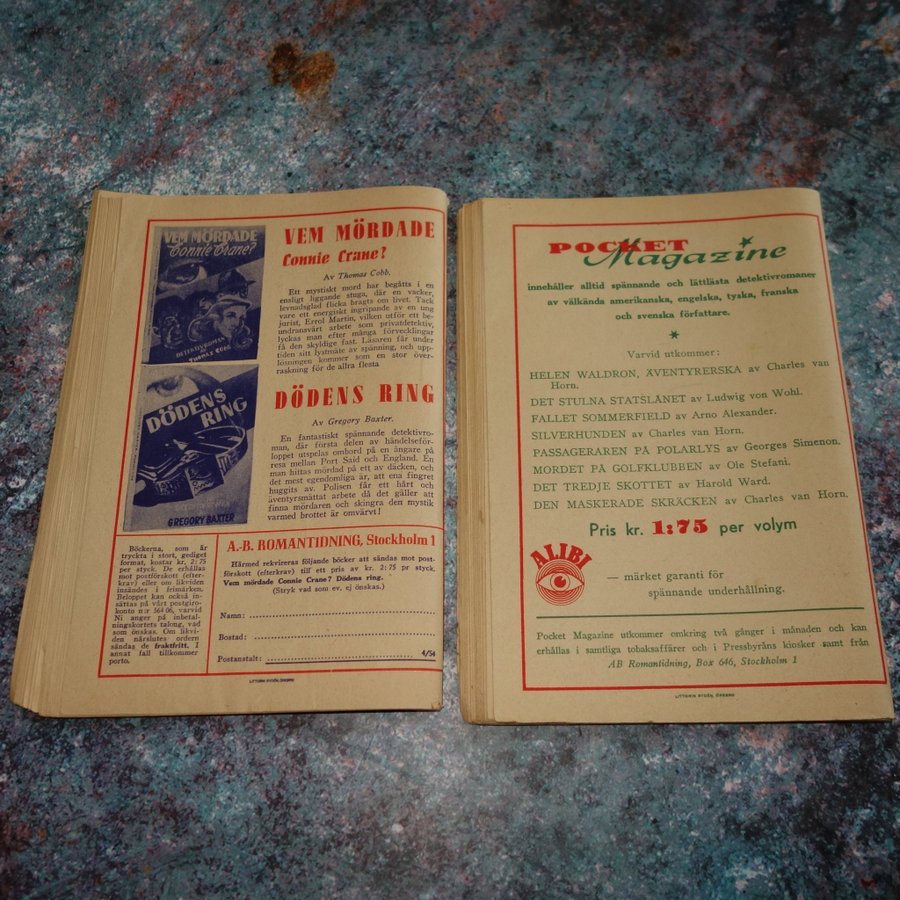 VEM MÖRDADE
Connie Crane?
DETEKTIVROMAN
THOMAS COBB
DÖDENS
RING
GREGORY BAXTER
VEM MÖRDADE
Connie Crane?
Av Thomas Cobb.
Ett mystiskt mord har begåtts i en
ensligt liggande stuga, där en vacker,
levnadsglad flicka bragts om livet. Tack
vare ett energiskt ingripande av en ung
jurist, Errol Martin, vilken utför ett be-
undransvärt arbete som privatdetektiv,
lyckas man efter många förvecklingar
få den skyldige fast. Läsaren får under
tiden sitt lystmäte av spänning, och upp-
lösningen kommer som en stor över-
raskning för de allra flesta
DÖDENS RING
Av Gregory Baxter.
En fantastiskt spännande detektivro-
man, där första delen av händelseför-
loppet utspelas ombord på en ångare på
resa mellan Port Said och England. En
man hittas mördad på ett av däcken, och
det mest egendomliga är, att ena fingret
huggits av. Polisen får ett hårt och
äventyrsmättat arbete då det gäller att
finna mördaren och skingra den mystik
varmed brottet är omvärvt!
Böckerna, som är
tryckta i stort, gediget
format, kostar kr. 2:75
per styck. De erhållas
mot postförskott (efter-
krav) eller om likviden
insändes i frimärken.
Beloppet kan också in-
sättas på vårt postgiro-
konto n:r 564 06, varvid
Ni anger på inbetal-
ningskortets talong, vad
som önskas. Om likvi-
den närslutes ordern
sändas de fraktfritt. I
annat fall tillkommer
porto.
A.-B. ROMANTIDNING, Stockholm 1
Härmed rekvireras följande böcker att sändas mot post-
förskott (efterkrav) till ett pris av kr. 2:75 pr styck.
Vem mördade Connie Crane? Dödens ring.
(Stryk vad som ev. ej önskas.)
Namn:
Bostad:
Postanstalt: 4/54
LITTORIN RYDÉN, ÖREBRO
POCKET
Magazine
innehåller alltid spännande och lättlästa detektivromaner
av välkända amerikanska, engelska, tyska, franska
och svenska författare.
Varvid utkommer:
HELEN WALDRON, ÄVENTYRERSKA av Charles van
Horn.
DET STULNA STATSLÅNET av Ludwig von Wohl.
FALLET SOMMERFIELD av Arno Alexander.
SILVERHUNDEN av Charles van Horn.
PASSAGERAREN PÅ POLARLYS av Georges Simenon.
MORDET PÅ GOLFKLUBBEN av Ole Stefani.
DET TREDJE SKOTTET av Harold Ward.
DEN MASKERADE SKRÄCKEN av Charles van Horn.
Pris kr. 1:75 per volym
ALIBI
— märket garanti för
spännande underhållning.
Pocket Magazine utkommer omkring två gånger i månaden och kan
erhållas i samtliga tobaksaffärer och i Pressbyråns kiosker samt från
AB Romantidning, Box 646, Stockholm 1
LITTORIN RYDÉN, ÖREBRO